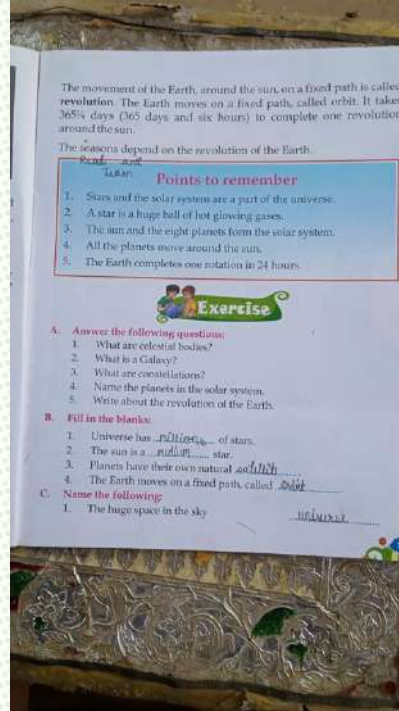 The movement of the Earth, around the sun, on a fixed path is called
revolution. The Earth moves on a fixed path, called orbit. It takes
365¼ days (365 days and six hours) to complete one revolution
around the sun.
The seasons depend on the revolution of the Earth.
Read and
Learn
Points to remember
1. Stars and the solar system are a part of the universe.
2. A star is a huge ball of hot glowing gases.
3. The sun and the eight planets form the solar system.
4. All the planets move around the sun.
5. The Earth completes one rotation in 24 hours.
Exercise
A. Answer the following questions:
1. What are celestial bodies?
2. What is a Galaxy?
3. What are constellations?
4. Name the planets in the solar system.
5. Write about the revolution of the Earth.
B. Fill in the blanks:
1. Universe has millions of stars.
2. The sun is a star.
3. Planets have their own natural
4. The Earth moves on a fixed path, called orbit
C. Name the following:
1. The huge space in the sky universe